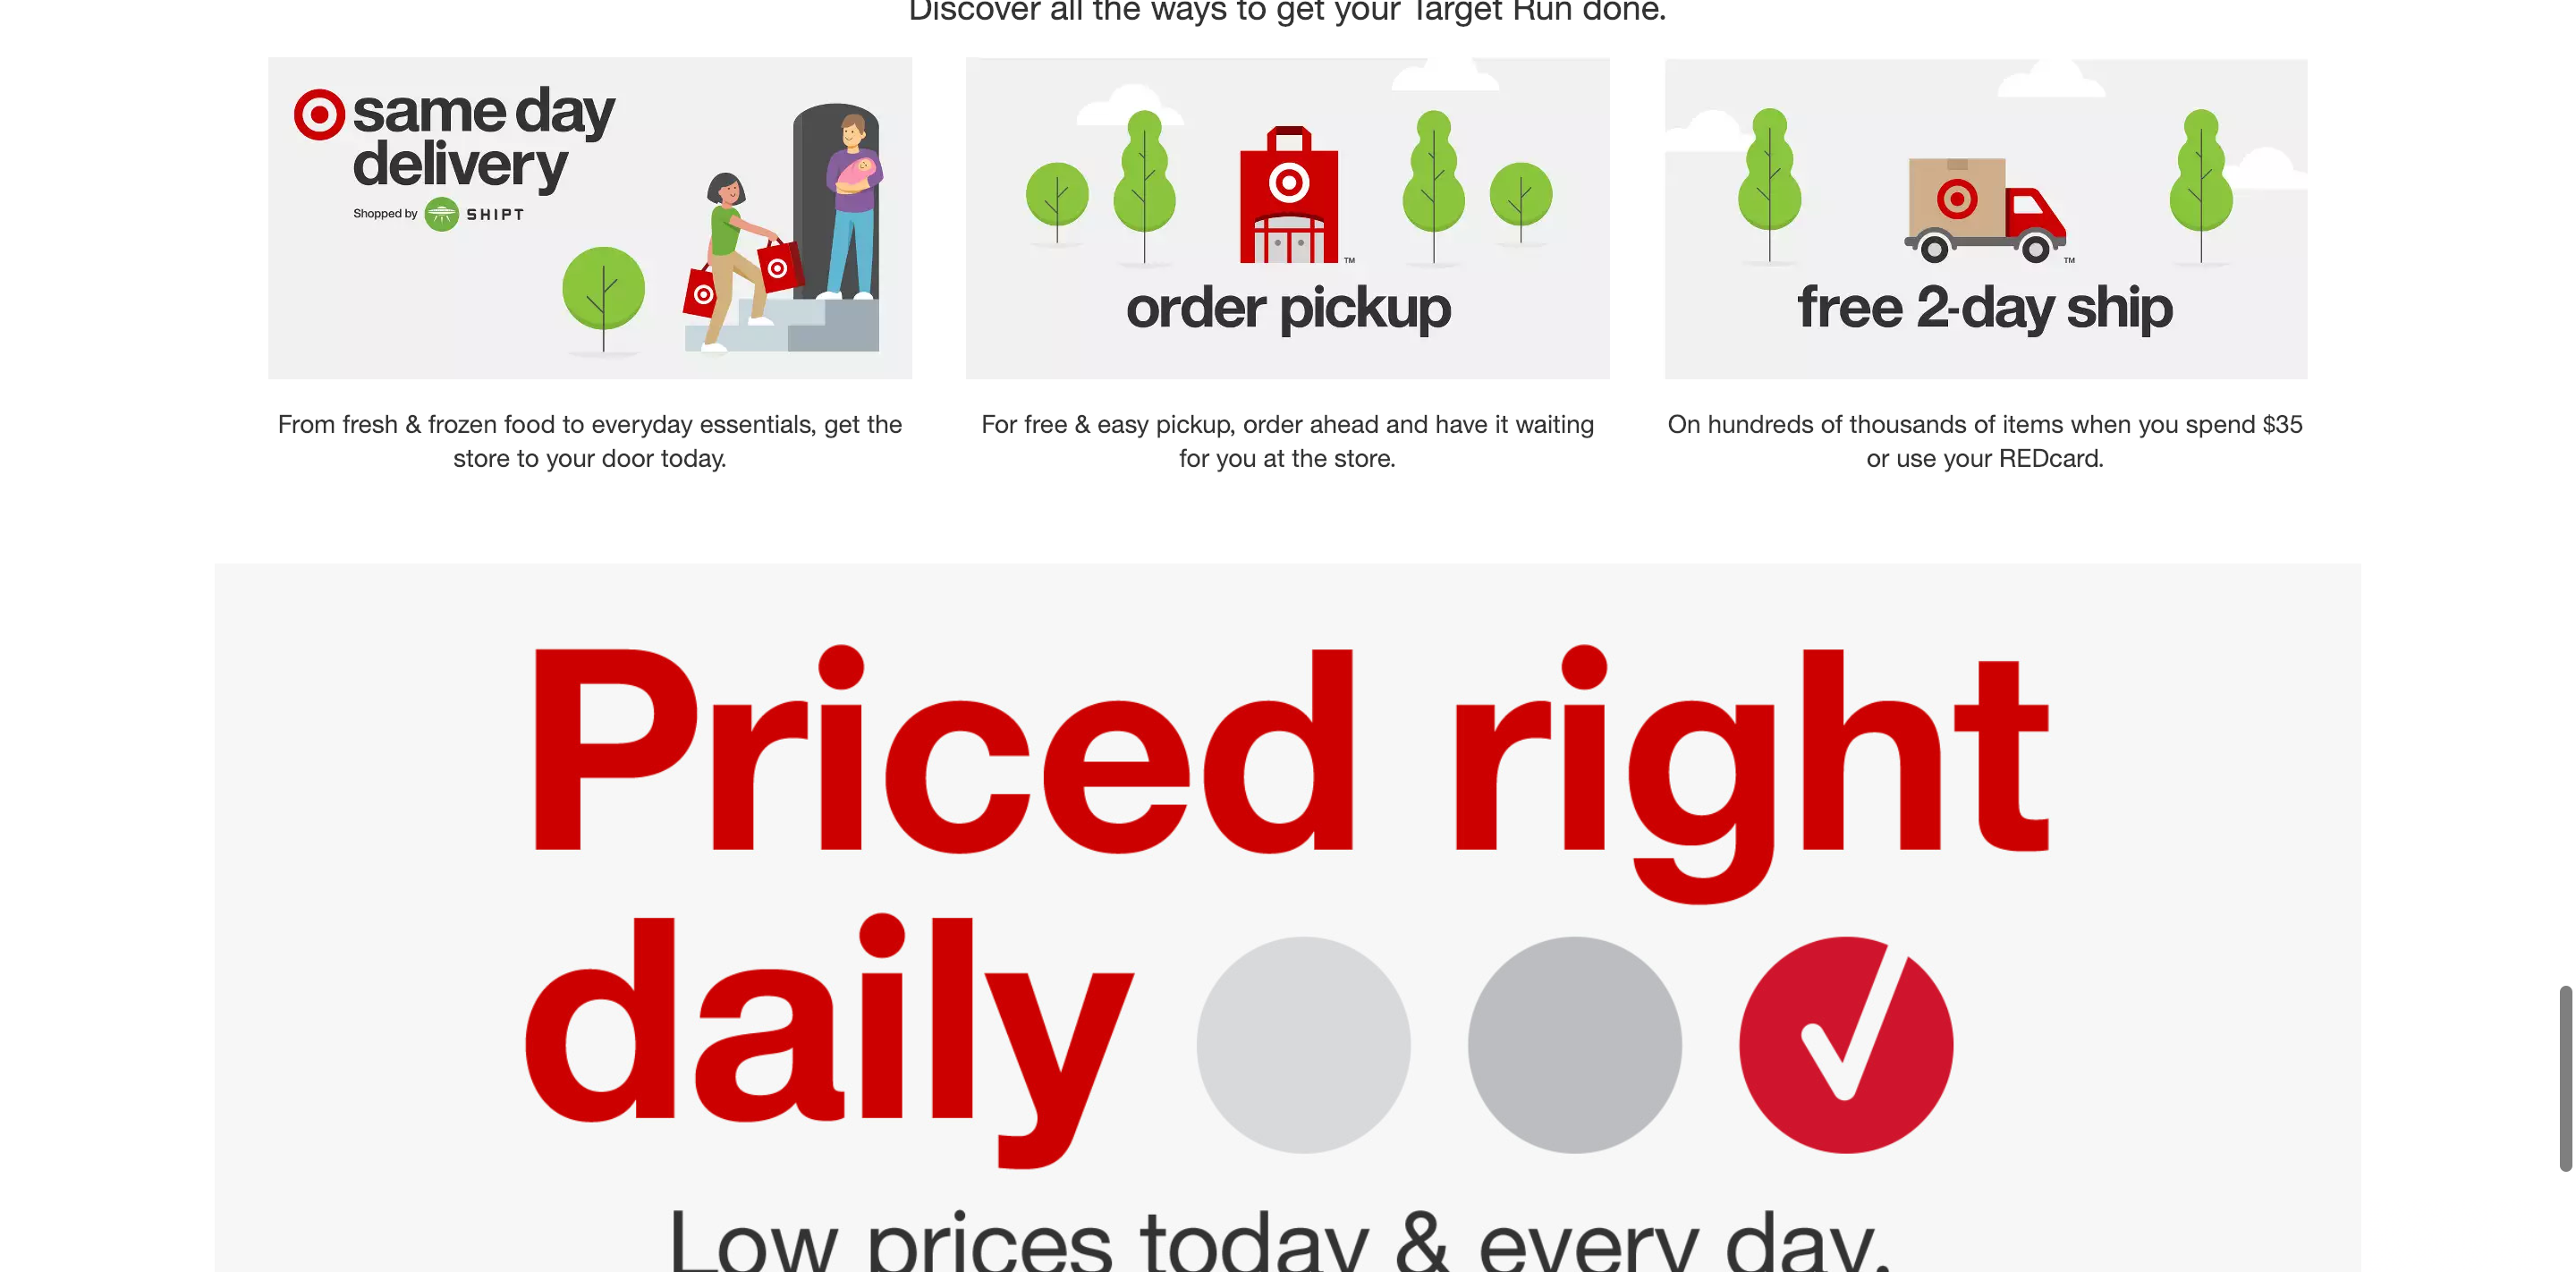 Discover all the ways to get your Target Run done.
same day
delivery
Shopped by SHIPT
TM
order pickup
TM
free 2-day ship
From fresh & frozen food to everyday essentials, get the
store to your door today.
For free & easy pickup, order ahead and have it waiting
for you at the store.
On hundreds of thousands of items when you spend $35
or use your REDcard.
Priced right
daily
Low prices today & every day.